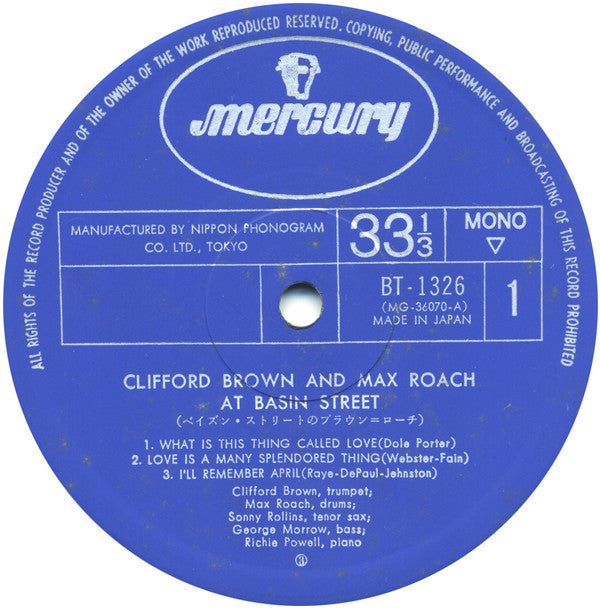 ALL RIGHTS OF THE RECORD PRODUCER AND OF THE OWNER OF THE WORK REPRODUCED RESERVED. COPYING, PUBLIC PERFORMANCE AND BROADCASTING OF THIS RECORD PROHIBITED
mercury
MANUFACTURED BY NIPPON PHONOGRAM
CO. LTD., TOKYO
33 1/3
MONO
▽
BT-1326
(MG-36070-A)
MADE IN JAPAN
1
CLIFFORD BROWN AND MAX ROACH
AT BASIN STREET
(ベイズン・ストリートのブラウン=ローチ)
1. WHAT IS THIS THING CALLED LOVE(Dole Porter)
2. LOVE IS A MANY SPLENDORED THING(Webster-Fain)
3. I'LL REMEMBER APRIL(Raye-DePaul-Jehnston)
Clifford Brown, trumpet;
Max Roach, drums;
Sonny Rollins, tenor sax;
George Morrow, bass;
Richie Powell, piano